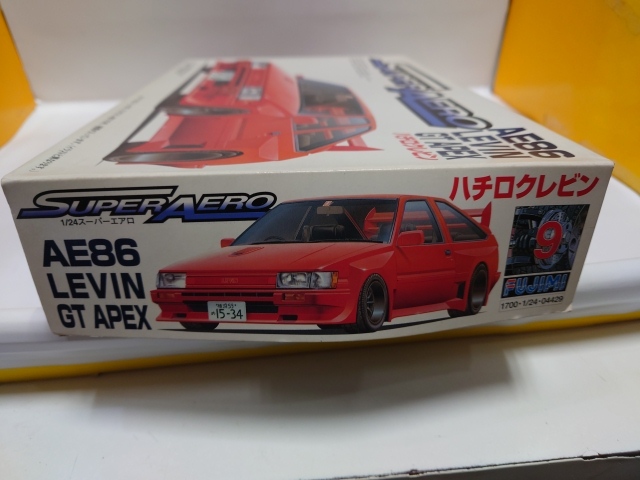 AE86
LEVIN
GT APEX
SUPER AERO
1/24スーパーエアロ
AE86
LEVIN
GT APEX
15-34
ハチロクレビン
9
FUJIMI
1700・1/24・04429